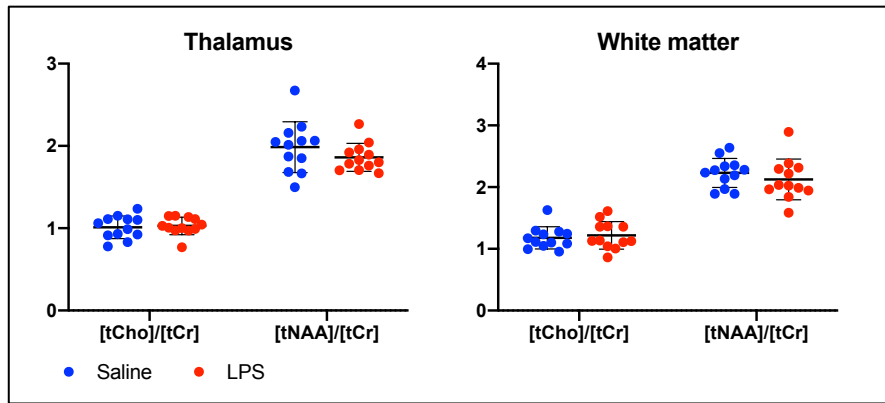 Thalamus
3
2
1
0
[tCho]/[tCr]
[tNAA]/[tCr]
White matter
4
3
2
1
0
[tCho]/[tCr]
[tNAA]/[tCr]
Saline
LPS